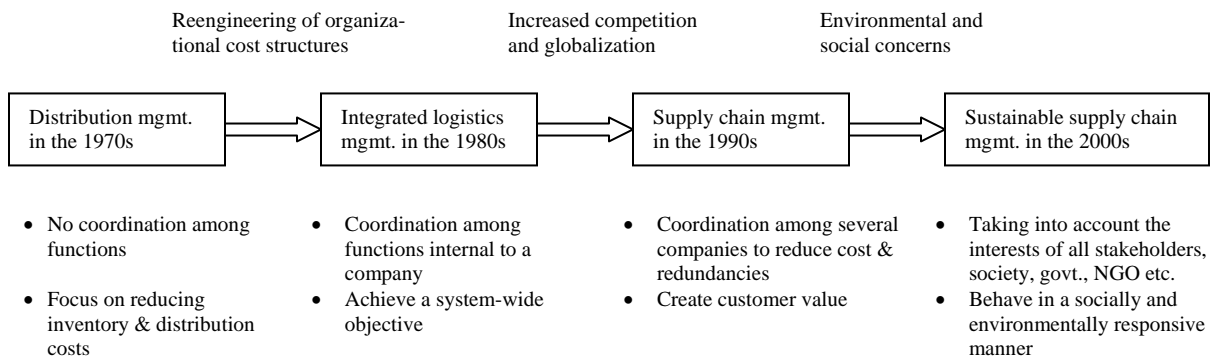 Reengineering of organiza-
tional cost structures
Increased competition
and globalization
Environmental and
social concerns
Distribution mgmt.
in the 1970s
Integrated logistics
mgmt. in the 1980s
Supply chain mgmt.
in the 1990s
Sustainable supply chain
mgmt. in the 2000s
• No coordination among
functions
• Focus on reducing
inventory & distribution
costs
• Coordination among
functions internal to a
company
• Achieve a system-wide
objective
• Coordination among several
companies to reduce cost &
redundancies
• Create customer value
• Taking into account the
interests of all stakeholders,
society, govt., NGO etc.
• Behave in a socially and
environmentally responsive
manner